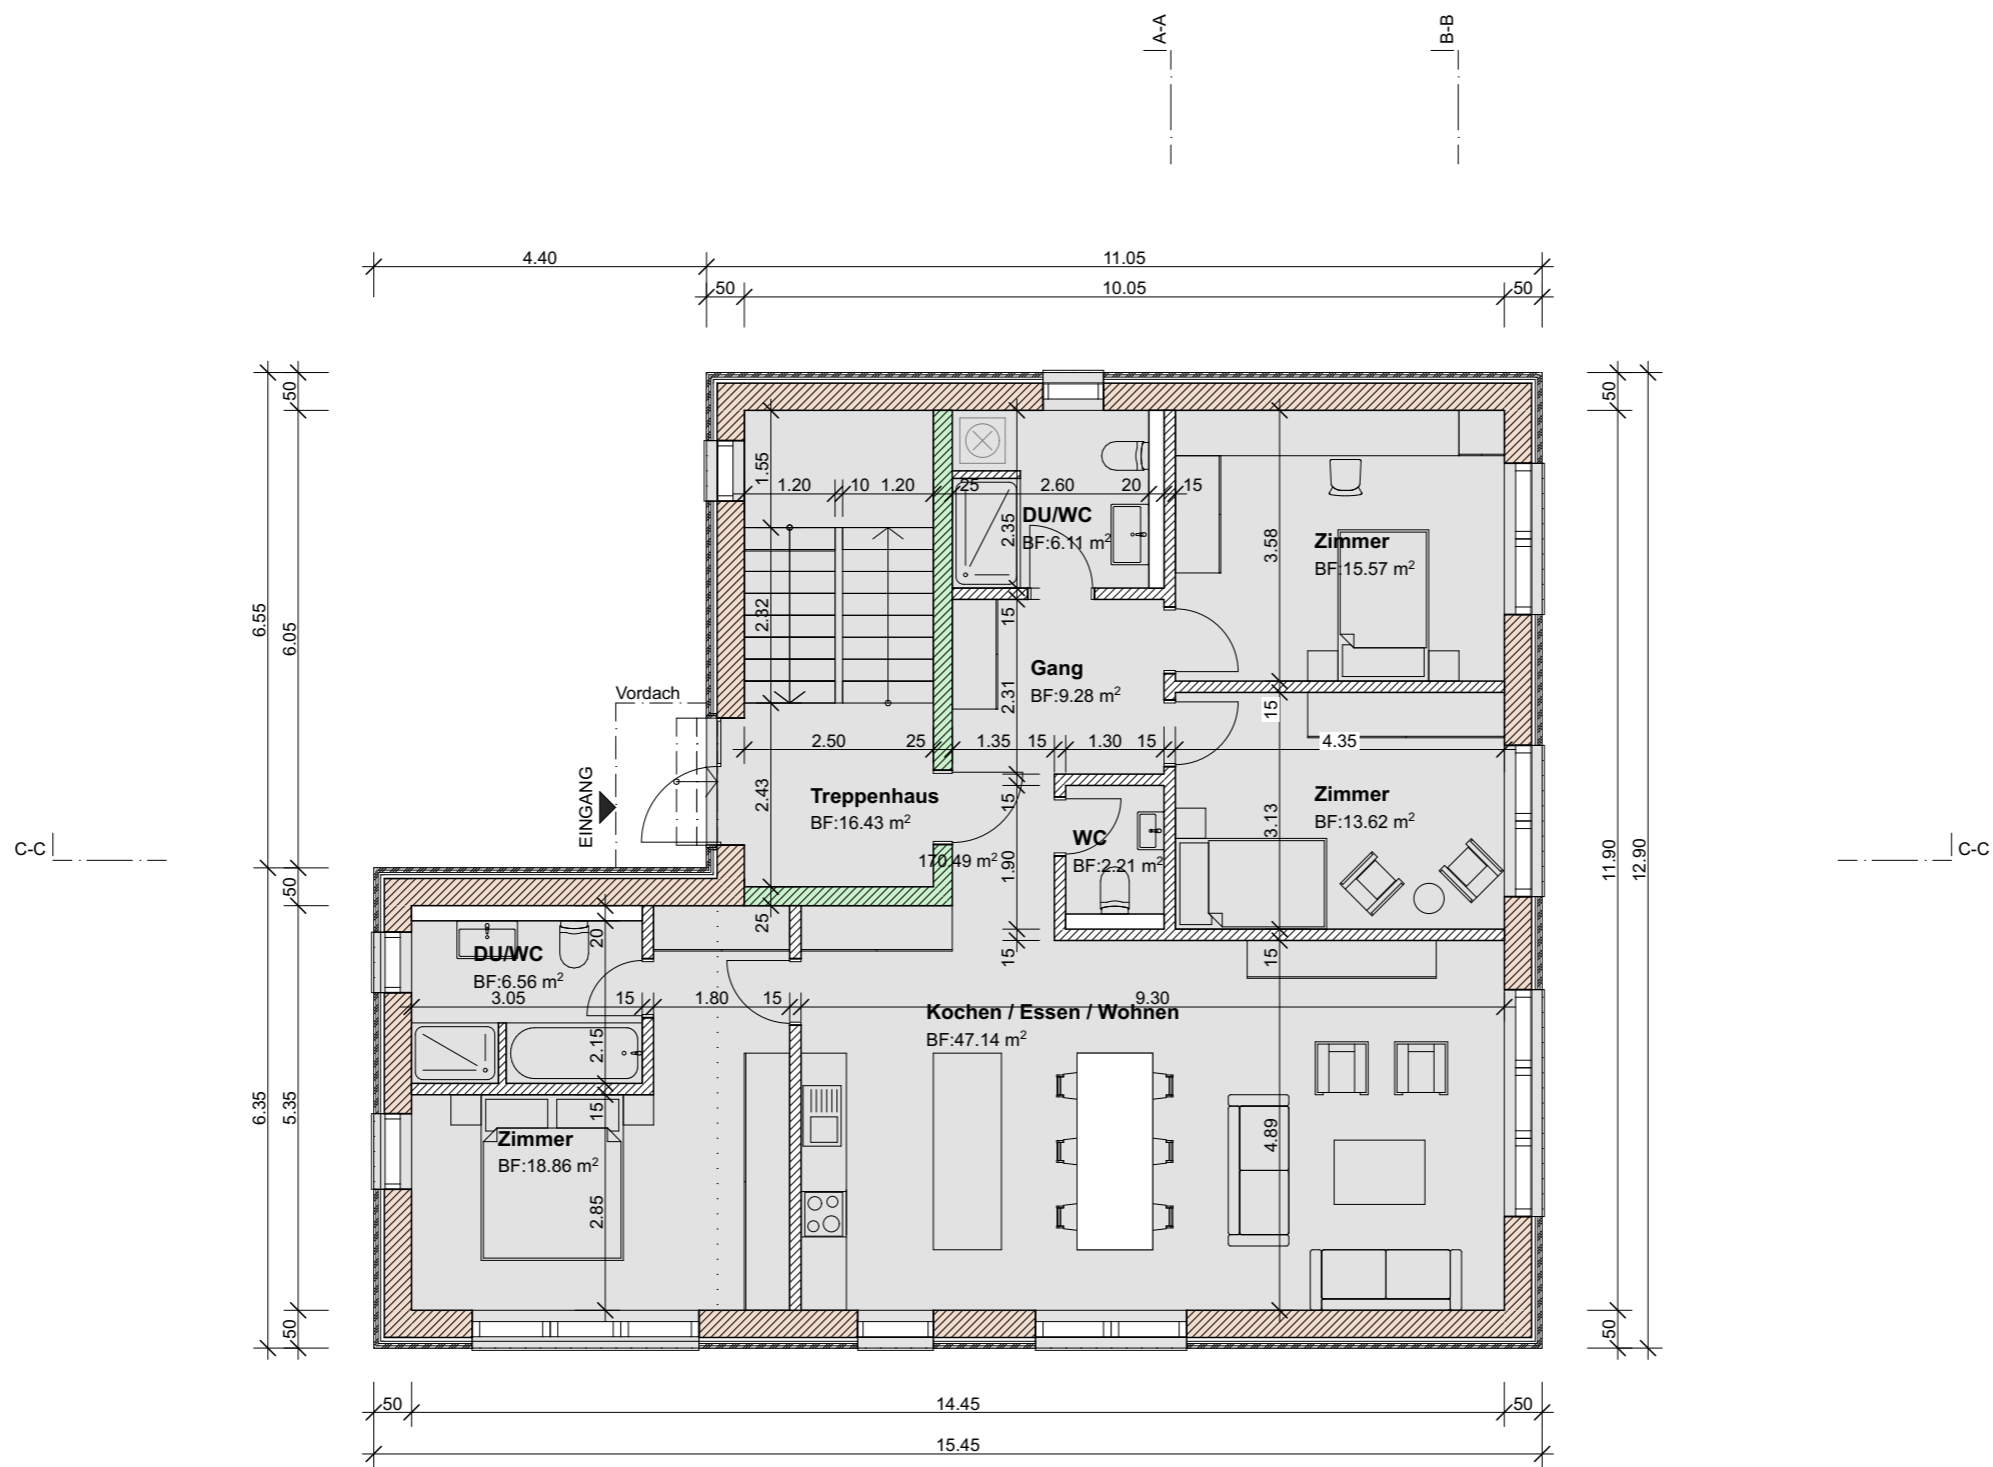 A-A
B-B
4.40
11.05
50
10.05
50
50
50
1.55
1.20
10
1.20
25
2.60
20
15
DU/WC
BF:6.11 m²
2.35
Zimmer
BF:15.57 m²
3.58
6.55
6.05
2.32
15
Gang
BF:9.28 m²
2.31
15
Vordach
2.50
25
1.35
15
1.30
15
4.35
EINGANG
2.43
Treppenhaus
BF:16.43 m²
15
Zimmer
BF:13.62 m²
3.13
WC
BF:2.21 m²
170.49 m²
1.90
C-C
C-C
11.90
12.90
50
25
20
DU/WC
BF:6.56 m²
15
15
3.05
15
1.80
15
9.30
Kochen / Essen / Wohnen
BF:47.14 m²
2.15
6.35
5.35
15
Zimmer
BF:18.86 m²
4.89
2.85
50
50
50
14.45
50
15.45